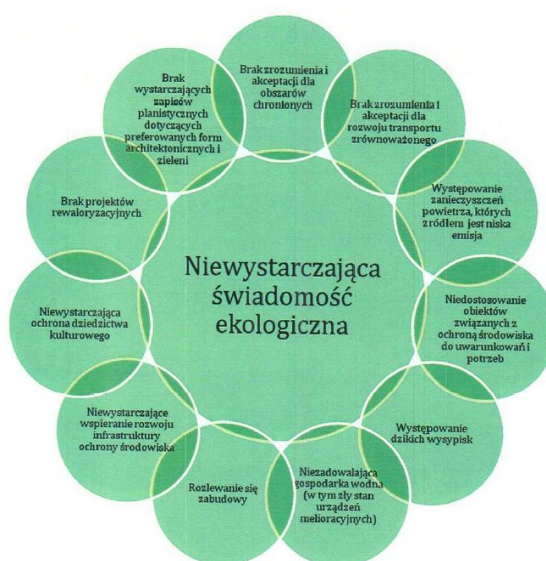 Brak zrozumienia i
akceptacji dla
obszarów
chronionych
Brak zrozumienia i
akceptacji dla
rozwoju transportu
zrównoważonego
Występowanie
zanieczyszczeń
powietrza, których
źródłem jest niska
emisja
Niedostosowanie
obiektów
związanych z
ochroną środowiska
do uwarunkowań i
potrzeb
Występowanie
dzikich wysypisk
Niezadowalająca
gospodarka wodna
(w tym zły stan
urządzeń
melioracyjnych)
Rozlewanie się
zabudowy
Niewystarczające
wspieranie rozwoju
infrastruktury
ochrony środowiska
Niewystarczająca
ochrona dziedzictwa
kulturowego
Brak projektów
rewaloryzacyjnych
Brak
wystarczających
zapisów
planistycznych
dotyczących
preferowanych form
architektonicznych i
zieleni
Niewystarczająca
świadomość
ekologiczna